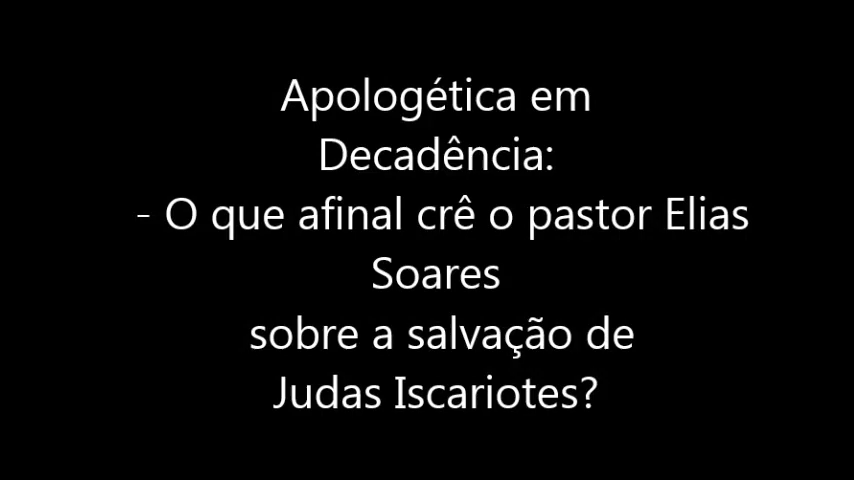 Apologética em
Decadência:
- O que afinal crê o pastor Elias
Soares
sobre a salvação de
Judas Iscariotes?